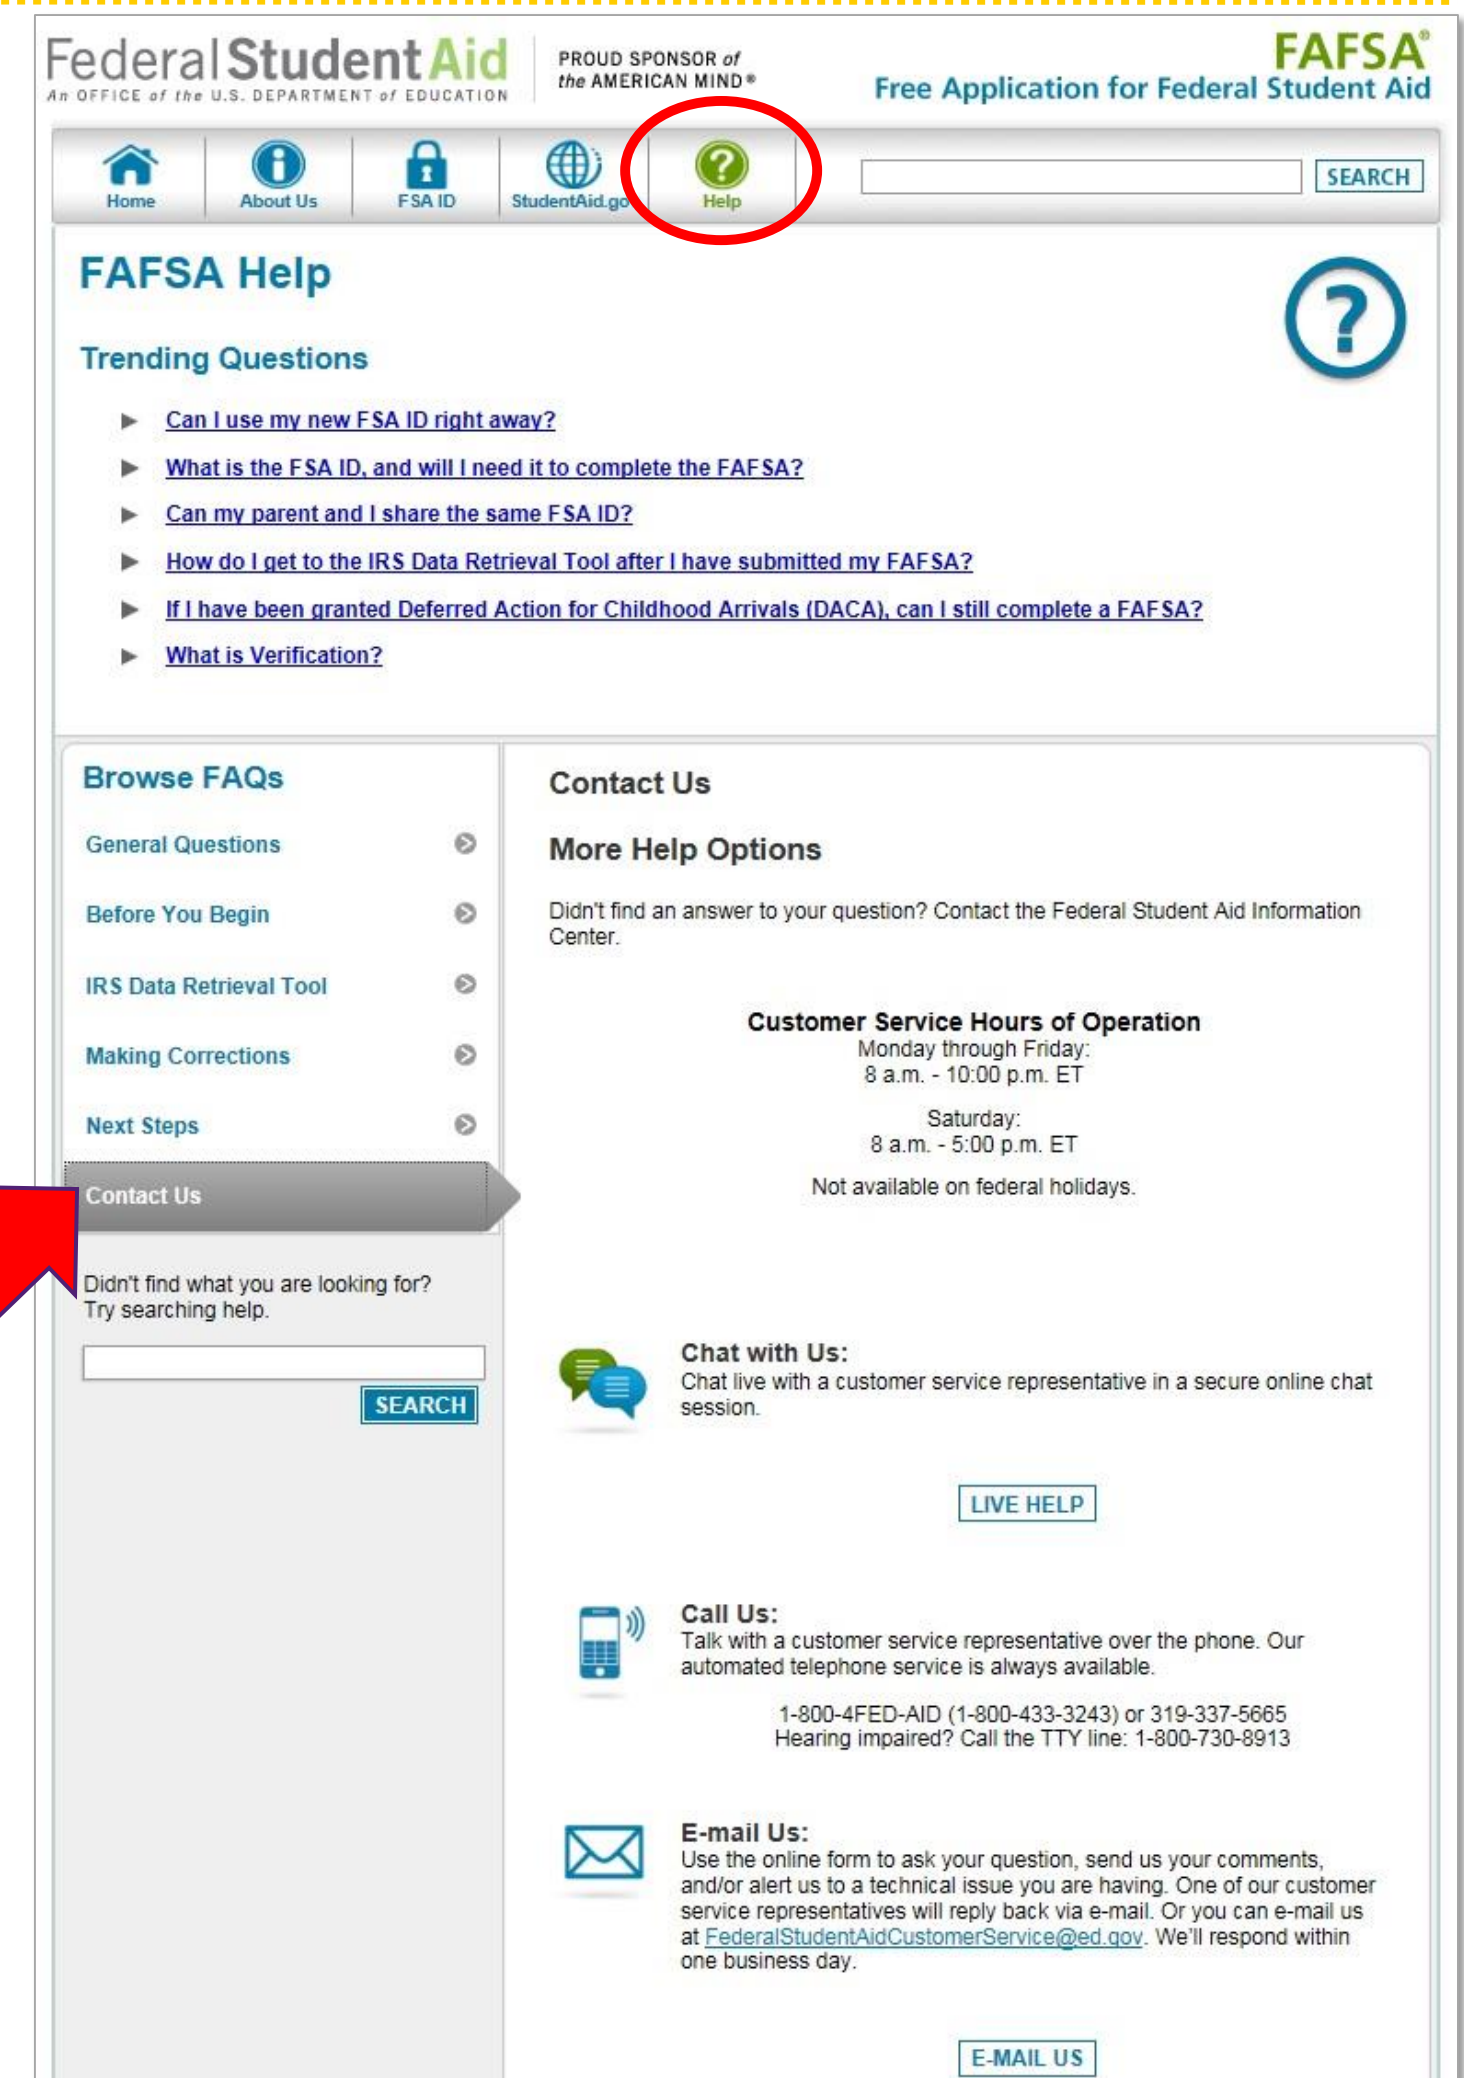 Federal Student Aid
An OFFICE of the U.S. DEPARTMENT of EDUCATION
PROUD SPONSOR of
the AMERICAN MIND®
FAFSA®
Free Application for Federal Student Aid
Home
About Us
FSA ID
StudentAid.go
Help
SEARCH
FAFSA Help
Trending Questions
Can I use my new FSA ID right away?
What is the FSA ID, and will I need it to complete the FAFSA?
Can my parent and I share the same FSA ID?
How do I get to the IRS Data Retrieval Tool after I have submitted my FAFSA?
If I have been granted Deferred Action for Childhood Arrivals (DACA), can I still complete a FAFSA?
What is Verification?
Browse FAQs
General Questions
Before You Begin
IRS Data Retrieval Tool
Making Corrections
Next Steps
Contact Us
Didn't find what you are looking for?
Try searching help.
SEARCH
Contact Us
More Help Options
Didn't find an answer to your question? Contact the Federal Student Aid Information
Center.
Customer Service Hours of Operation
Monday through Friday:
8 a.m. - 10:00 p.m. ET
Saturday:
8 a.m. - 5:00 p.m. ET
Not available on federal holidays.
Chat with Us:
Chat live with a customer service representative in a secure online chat
session.
LIVE HELP
Call Us:
Talk with a customer service representative over the phone. Our
automated telephone service is always available.
1-800-4FED-AID (1-800-433-3243) or 319-337-5665
Hearing impaired? Call the TTY line: 1-800-730-8913
E-mail Us:
Use the online form to ask your question, send us your comments,
and/or alert us to a technical issue you are having. One of our customer
service representatives will reply back via e-mail. Or you can e-mail us
at FederalStudentAidCustomerService@ed.gov. We'll respond within
one business day.
E-MAIL US